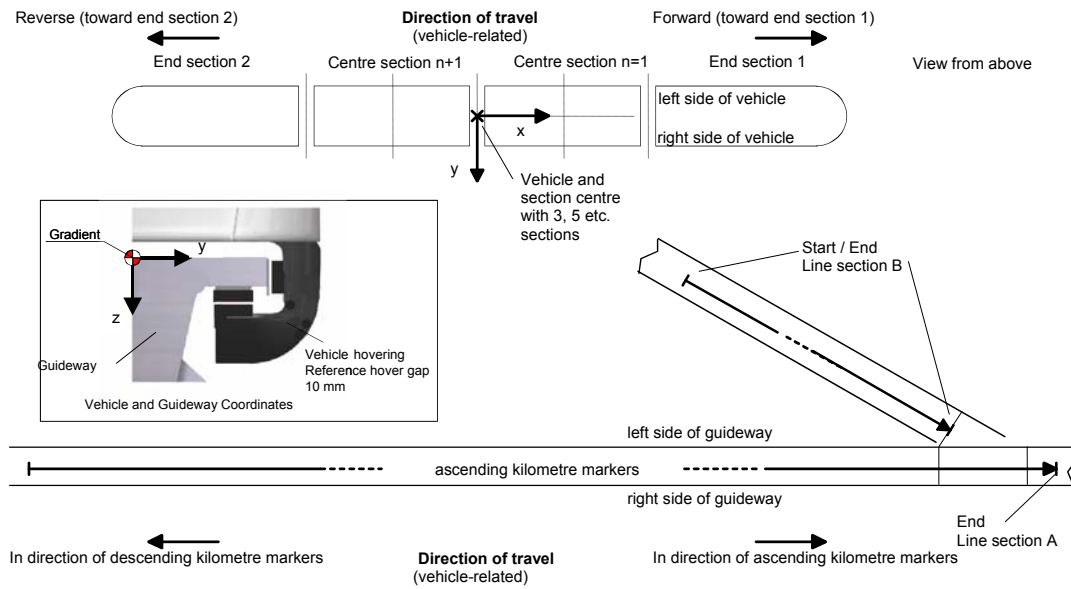 Reverse (toward end section 2)
Direction of travel
(vehicle-related)
Forward (toward end section 1)
End section 2
Centre section n+1
Centre section n=1
End section 1
View from above
left side of vehicle
right side of vehicle
x
y
Vehicle and
section centre
with 3, 5 etc.
sections
Gradient
y
z
Guideway
Vehicle hovering
Reference hover gap
10 mm
Vehicle and Guideway Coordinates
Start / End
Line section B
left side of guideway
ascending kilometre markers
right side of guideway
End
Line section A
In direction of descending kilometre markers
Direction of travel
(vehicle-related)
In direction of ascending kilometre markers